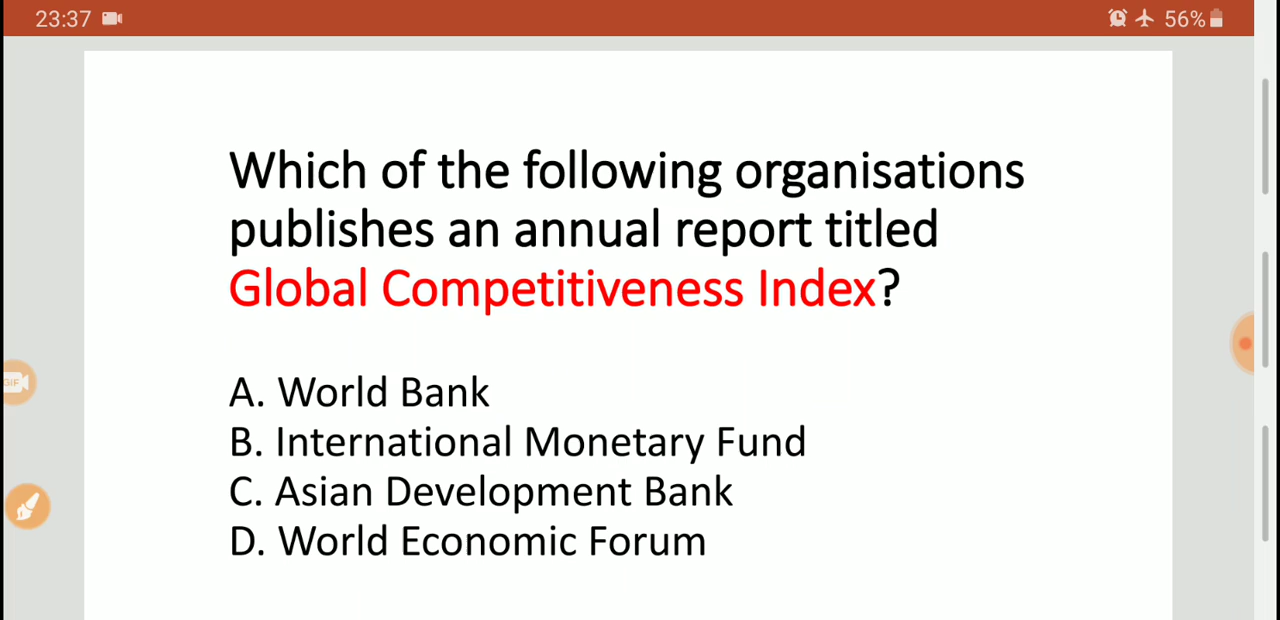 23:37
56%
Which of the following organisations
publishes an annual report titled
Global Competitiveness Index?
GIF
A. World Bank
B. International Monetary Fund
C. Asian Development Bank
D. World Economic Forum